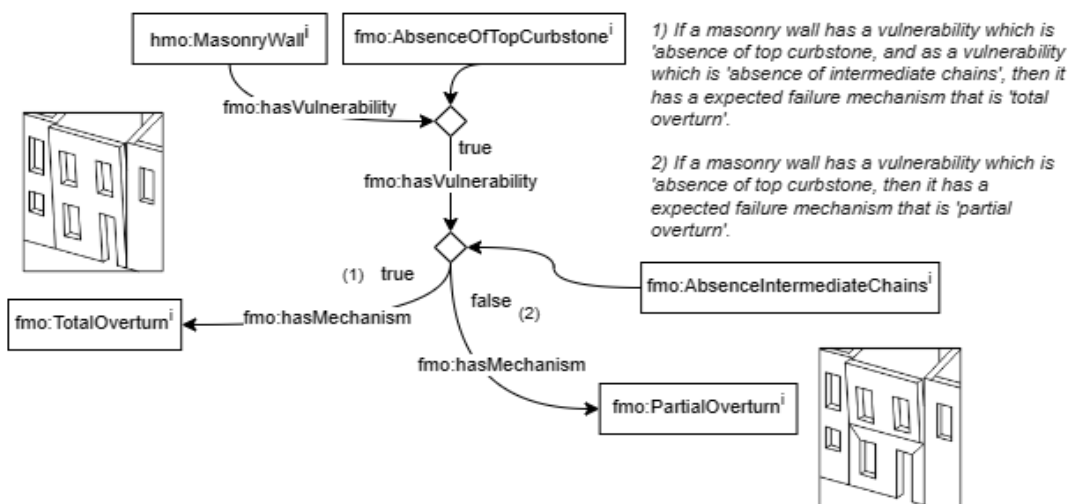 hmo:MasonryWall^i
fmo:AbsenceOfTopCurbstone^i
1) If a masonry wall has a vulnerability which is
'absence of top curbstone, and as a vulnerability
which is 'absence of intermediate chains', then it
has a expected failure mechanism that is 'total
overturn'.
fmo:hasVulnerability
true
fmo:hasVulnerability
2) If a masonry wall has a vulnerability which is
'absence of top curbstone, then it has a
expected failure mechanism that is 'partial
overturn'.
(1) true
fmo:AbsenceIntermediateChains^i
false
(2)
fmo:TotalOverturn^i
fmo:hasMechanism
fmo:hasMechanism
fmo:PartialOverturn^i